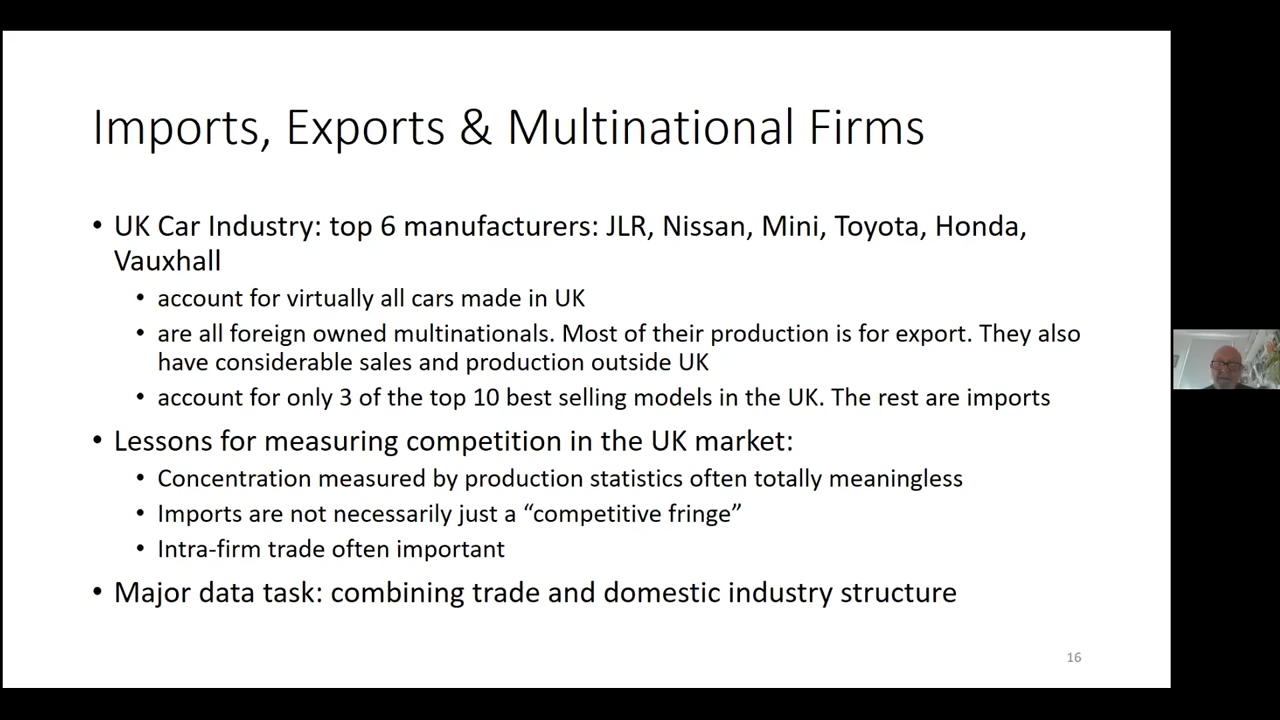 Imports, Exports & Multinational Firms
• UK Car Industry: top 6 manufacturers: JLR, Nissan, Mini, Toyota, Honda,
Vauxhall
• account for virtually all cars made in UK
• are all foreign owned multinationals. Most of their production is for export. They also
have considerable sales and production outside UK
• account for only 3 of the top 10 best selling models in the UK. The rest are imports
• Lessons for measuring competition in the UK market:
• Concentration measured by production statistics often totally meaningless
• Imports are not necessarily just a “competitive fringe”
• Intra-firm trade often important
• Major data task: combining trade and domestic industry structure
16